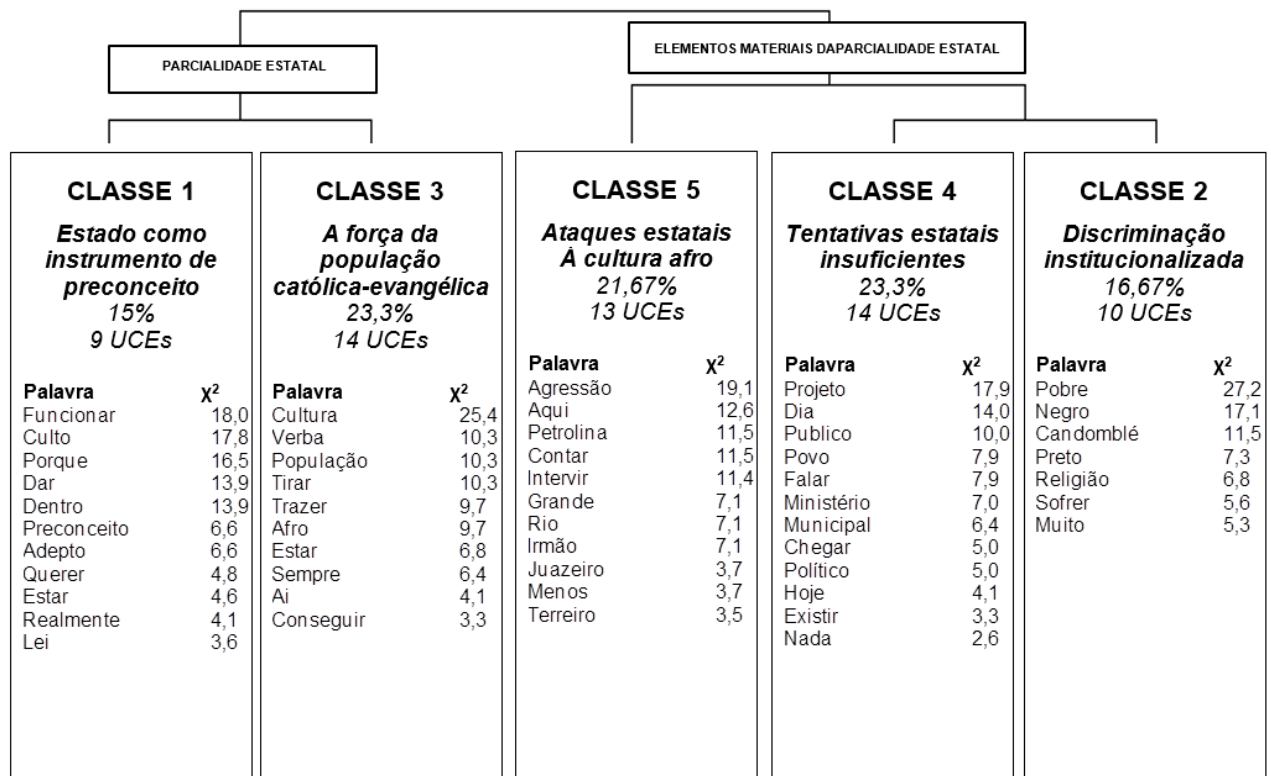 PARCIALIDADE ESTATAL
ELEMENTOS MATERIAIS DAPARCIALIDADE ESTATAL
CLASSE 1
Estado como
instrumento de
preconceito
15%
9 UCEs
Palavra χ²
Funcionar 18,0
Culto 17,8
Porque 16,5
Dar 13,9
Dentro 13,9
Preconceito 6,6
Adepto 6,6
Querer 4,8
Estar 4,6
Realmente 4,1
Lei 3,6
CLASSE 3
A força da
população
católica-evangélica
23,3%
14 UCEs
Palavra χ²
Cultura 25,4
Verba 10,3
População 10,3
Tirar 10,3
Trazer 9,7
Afro 9,7
Estar 6,8
Sempre 6,4
Ai 4,1
Conseguir 3,3
CLASSE 5
Ataques estatais
À cultura afro
21,67%
13 UCEs
Palavra χ²
Agressão 19,1
Aqui 12,6
Petrolina 11,5
Contar 11,5
Intervir 11,4
Grande 7,1
Rio 7,1
Irmão 7,1
Juazeiro 3,7
Menos 3,7
Terreiro 3,5
CLASSE 4
Tentativas estatais
insuficientes
23,3%
14 UCEs
Palavra χ²
Projeto 17,9
Dia 14,0
Publico 10,0
Povo 7,9
Falar 7,9
Ministério 7,0
Municipal 6,4
Chegar 5,0
Político 5,0
Hoje 4,1
Existir 3,3
Nada 2,6
CLASSE 2
Discriminação
institucionalizada
16,67%
10 UCEs
Palavra χ²
Pobre 27,2
Negro 17,1
Candomblé 11,5
Preto 7,3
Religião 6,8
Sofrer 5,6
Muito 5,3